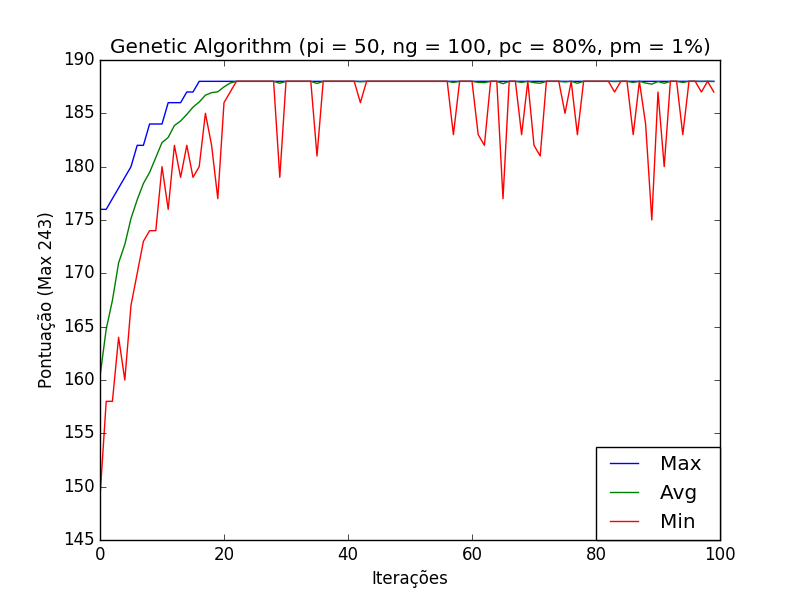 Genetic Algorithm (pi = 50, ng = 100, pc = 80%, pm = 1%)
190
185
180
175
170
165
160
155
150
145
Pontuação (Max 243)
Max
Avg
Min
0 20 40 60 80 100
Iterações